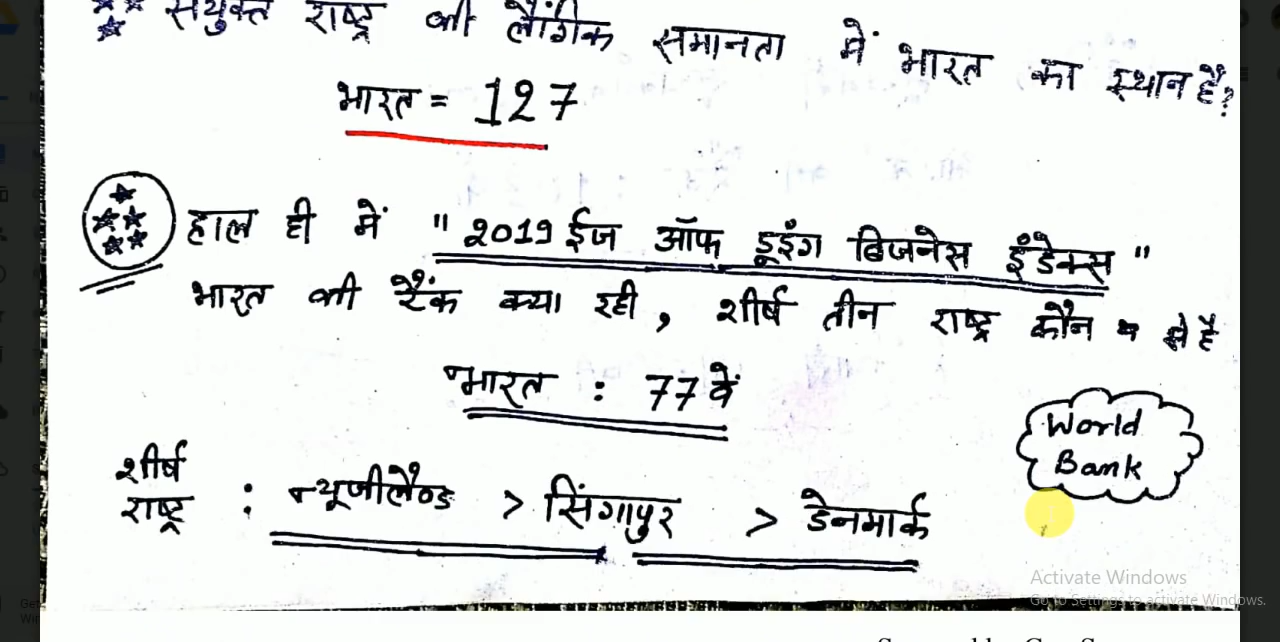 संयुक्त राष्ट्र की लैंगिक समानता में भारत का स्थान है?
भारत = 127
हाल ही में "2019 ईज ऑफ डूइंग बिजनेस इंडेक्स"
भारत की रैंक क्या रही, शीर्ष तीन राष्ट्र कौन से है
भारत : 77 वें
World
Bank
शीर्ष
राष्ट्र : न्यूजीलैण्ड > सिंगापुर > डेनमार्क
Activate Windows
Go to Settings to activate Windows.